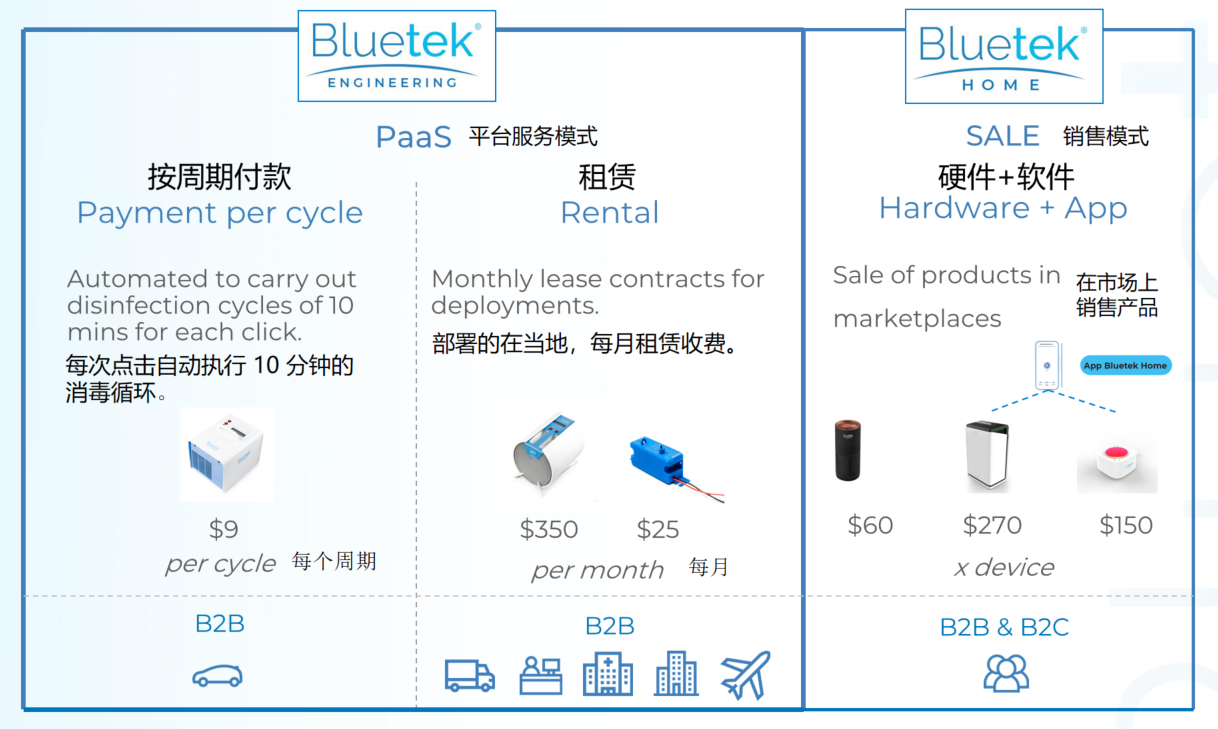 Bluetek®
ENGINEERING
PaaS 平台服务模式
按周期付款
Payment per cycle
Automated to carry out
disinfection cycles of 10
mins for each click.
每次点击自动执行 10 分钟的
消毒循环。
$9
per cycle 每个周期
B2B
租赁
Rental
Monthly lease contracts for
deployments.
部署的在当地，每月租赁收费。
$350 $25
per month 每月
B2B
Bluetek®
HOME
SALE 销售模式
硬件+软件
Hardware + App
Sale of products in
marketplaces
在市场上
销售产品
App Bluetek Home
$60 $270 $150
x device
B2B & B2C